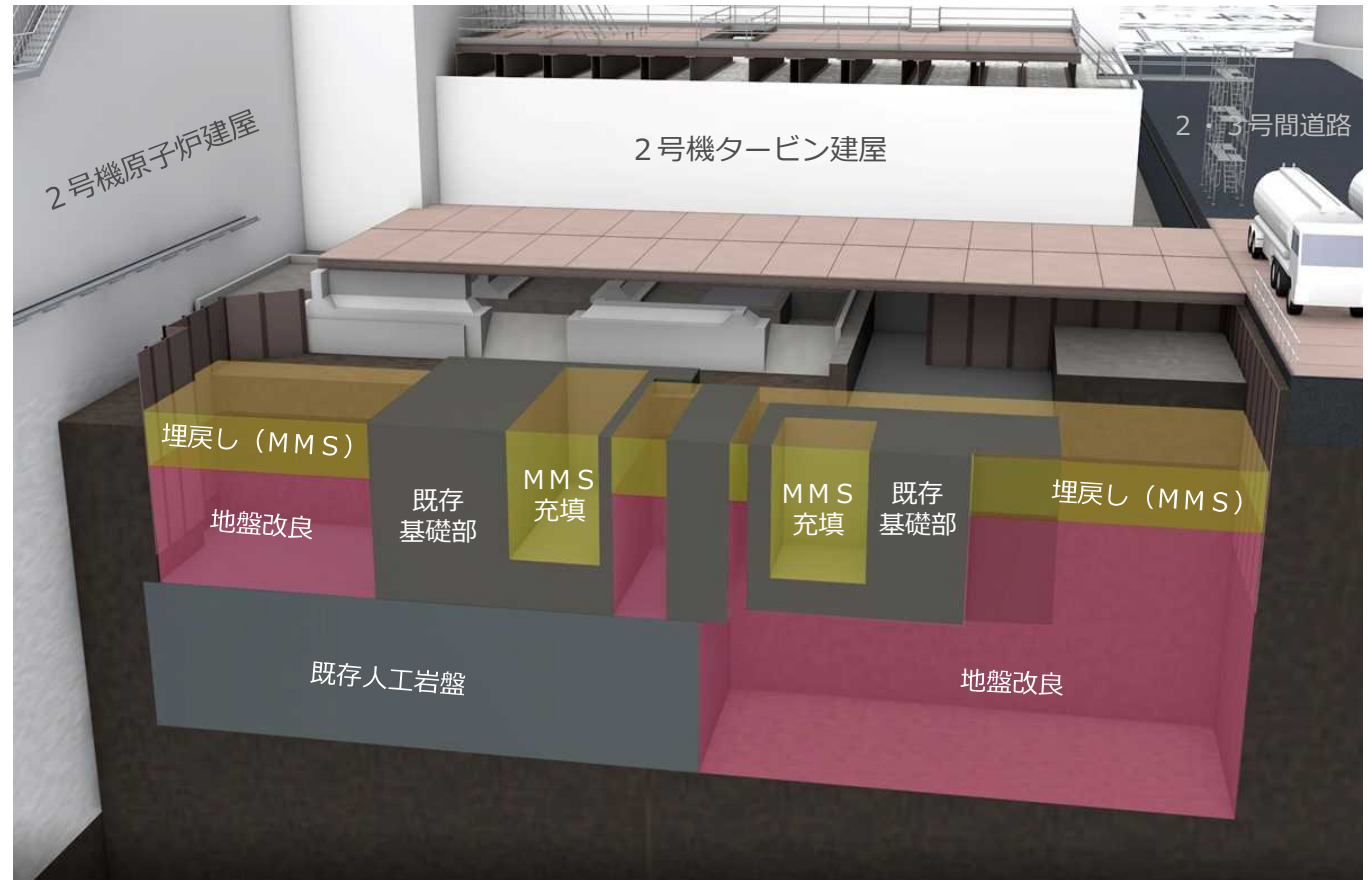 2号機原子炉建屋
2号機タービン建屋
2・3号間道路
埋戻し（MMS）
地盤改良
既存
基礎部
MMS
充填
MMS
充填
既存
基礎部
埋戻し（MMS）
既存人工岩盤
地盤改良